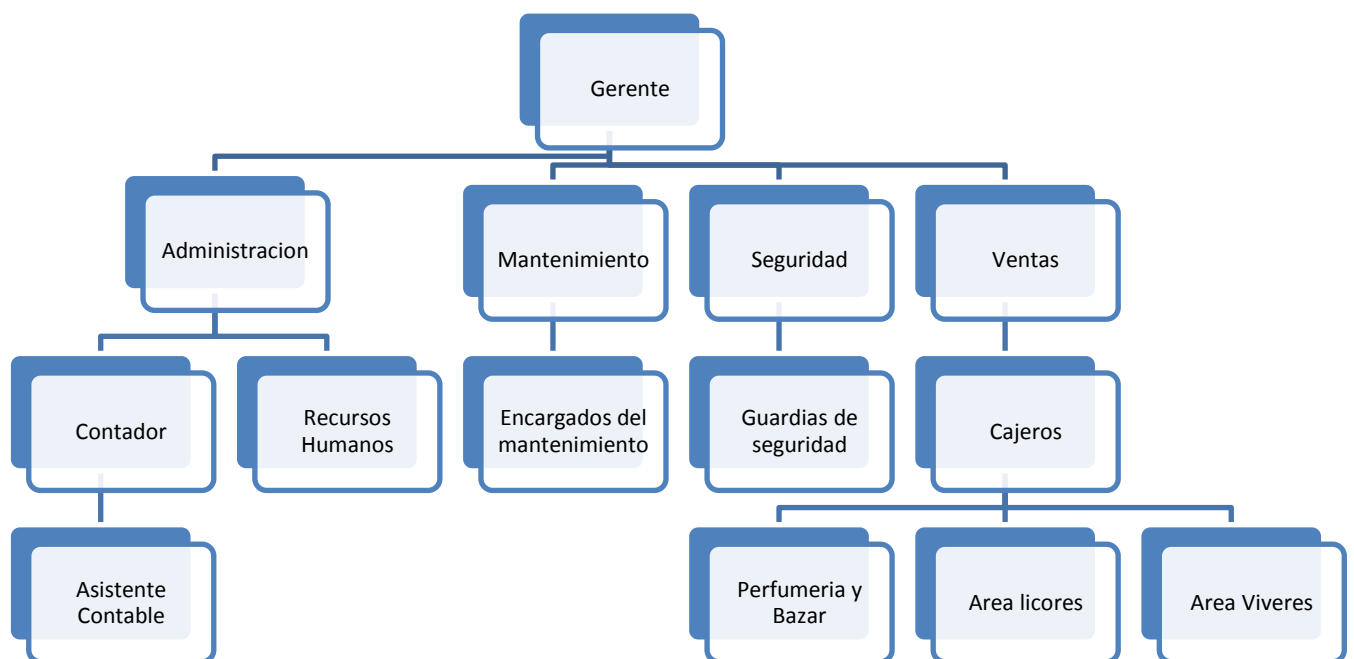 Gerente
Administracion
Mantenimiento
Seguridad
Ventas
Contador
Recursos
Humanos
Encargados del
mantenimiento
Guardias de
seguridad
Cajeros
Asistente
Contable
Perfumeria y
Bazar
Area licores
Area Viveres